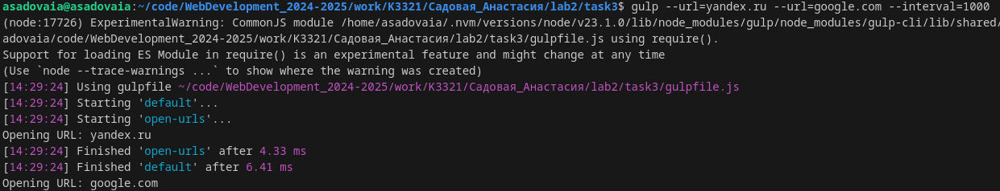 asadovaia@asadovaia:~/code/WebDevelopment_2024-2025/work/K3321/Садовая_Анастасия/lab2/task3$ gulp --url=yandex.ru --url=google.com --interval=1000
(node:17726) ExperimentalWarning: CommonJS module /home/asadovaia/.nvm/versions/node/v23.1.0/lib/node_modules/gulp/node_modules/gulp-cli/lib/shared/
adovaia/code/WebDevelopment_2024-2025/work/K3321/Садовая_Анастасия/lab2/task3/gulpfile.js using require().
Support for loading ES Module in require() is an experimental feature and might change at any time
(Use `node --trace-warnings ...` to show where the warning was created)
[14:29:24] Using gulpfile ~/code/WebDevelopment_2024-2025/work/K3321/Садовая_Анастасия/lab2/task3/gulpfile.js
[14:29:24] Starting 'default'...
[14:29:24] Starting 'open-urls'...
Opening URL: yandex.ru
[14:29:24] Finished 'open-urls' after 4.33 ms
[14:29:24] Finished 'default' after 6.41 ms
Opening URL: google.com